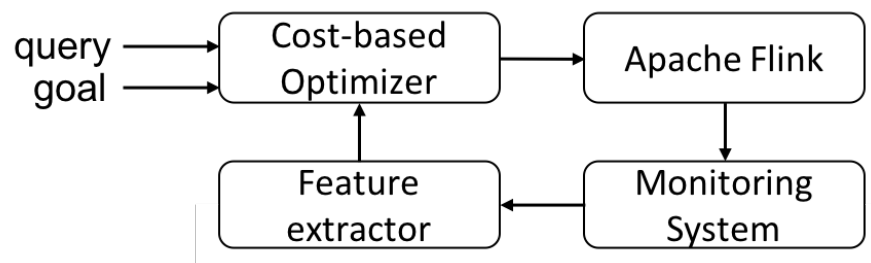 query
goal
Cost-based
Optimizer
Apache Flink
Feature
extractor
Monitoring
System